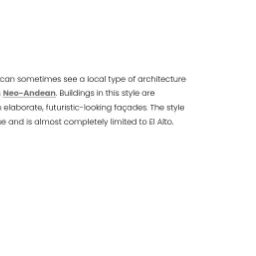 can sometimes see a local type of architecture
Neo-Andean. Buildings in this style are
elaborate, futuristic-looking façades. The style
and is almost completely limited to El Alto.